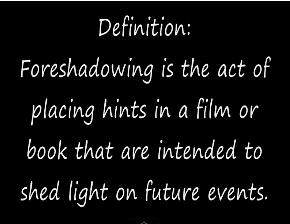 Definition:
Foreshadowing is the act of
placing hints in a film or
book that are intended to
shed light on future events.